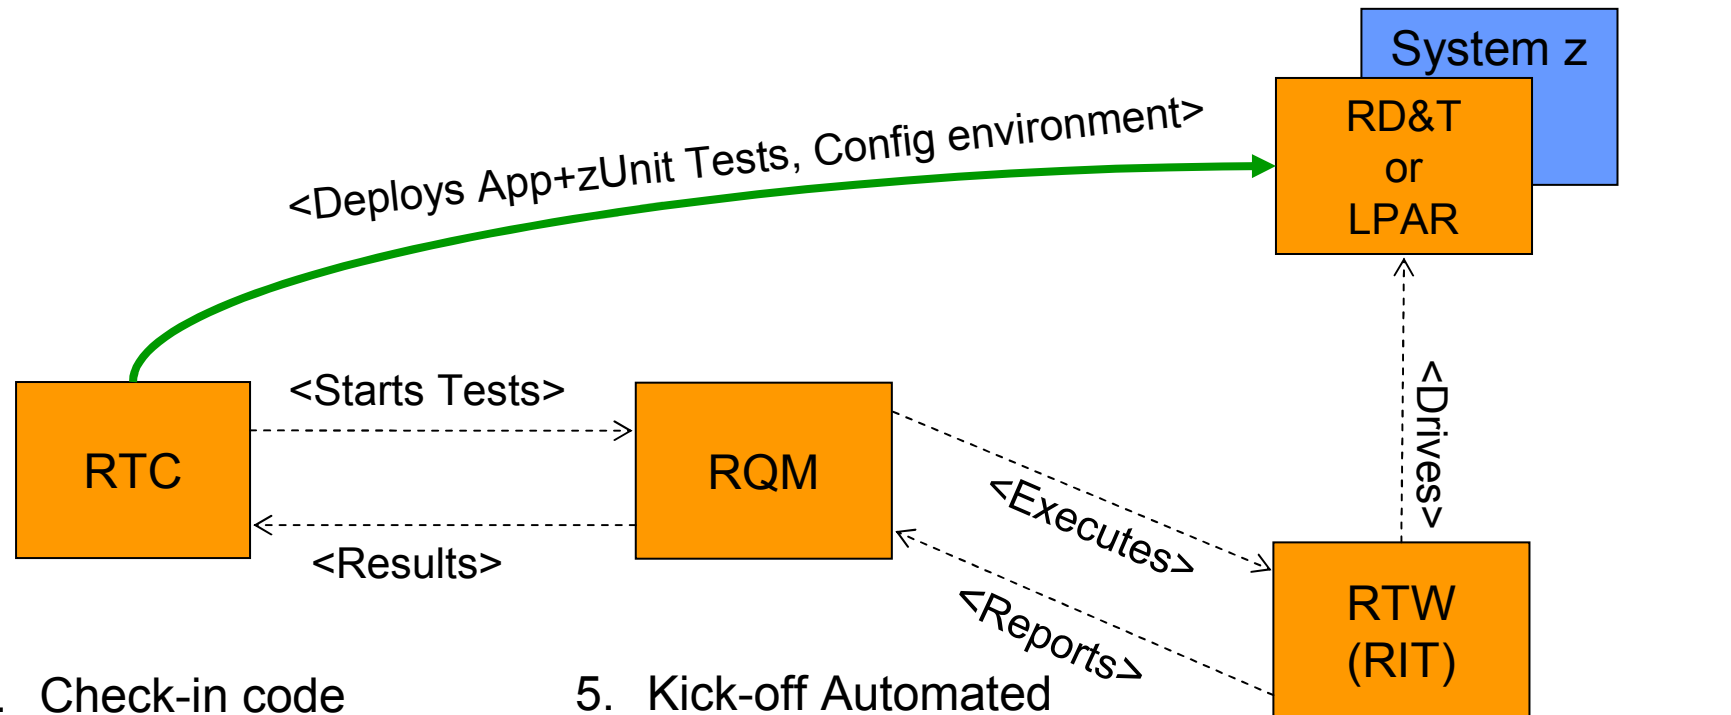 System z
RD&T
or
LPAR
<Deploys App+zUnit Tests, Config environment>
<Starts Tests>
<Drives>
RTC
RQM
<Executes>
<Results>
<Reports>
RTW
(RIT)
. Check-in code
5. Kick-off Automated